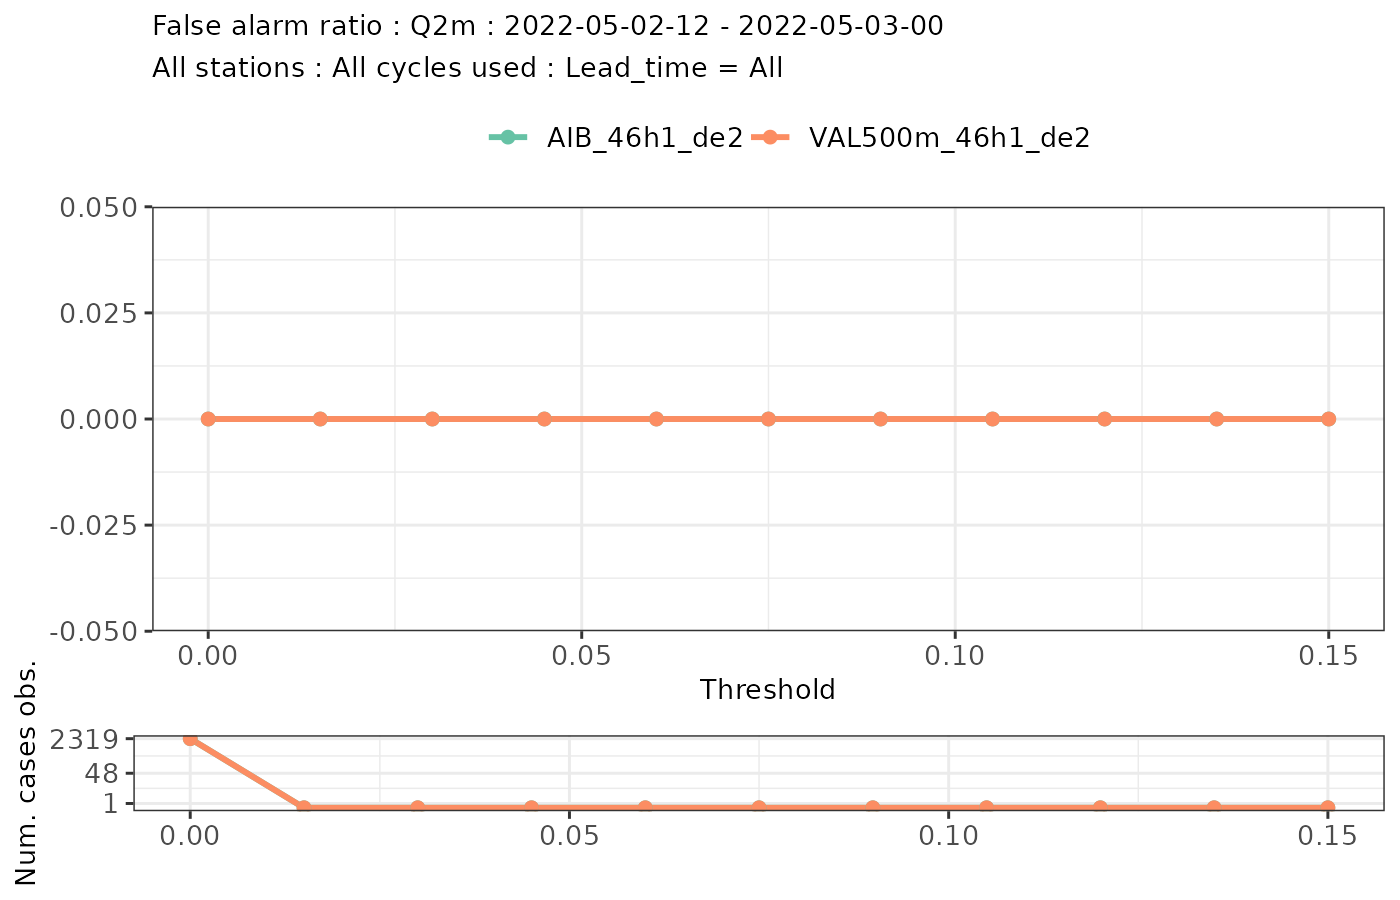 False alarm ratio : Q2m : 2022-05-02-12 - 2022-05-03-00
All stations : All cycles used : Lead_time = All
AIB_46h1_de2 VAL500m_46h1_de2
0.050
0.025
0.000
-0.025
-0.050
0.00 0.05 0.10 0.15
Threshold
Num. cases obs.
2319
48
1
0.00 0.05 0.10 0.15